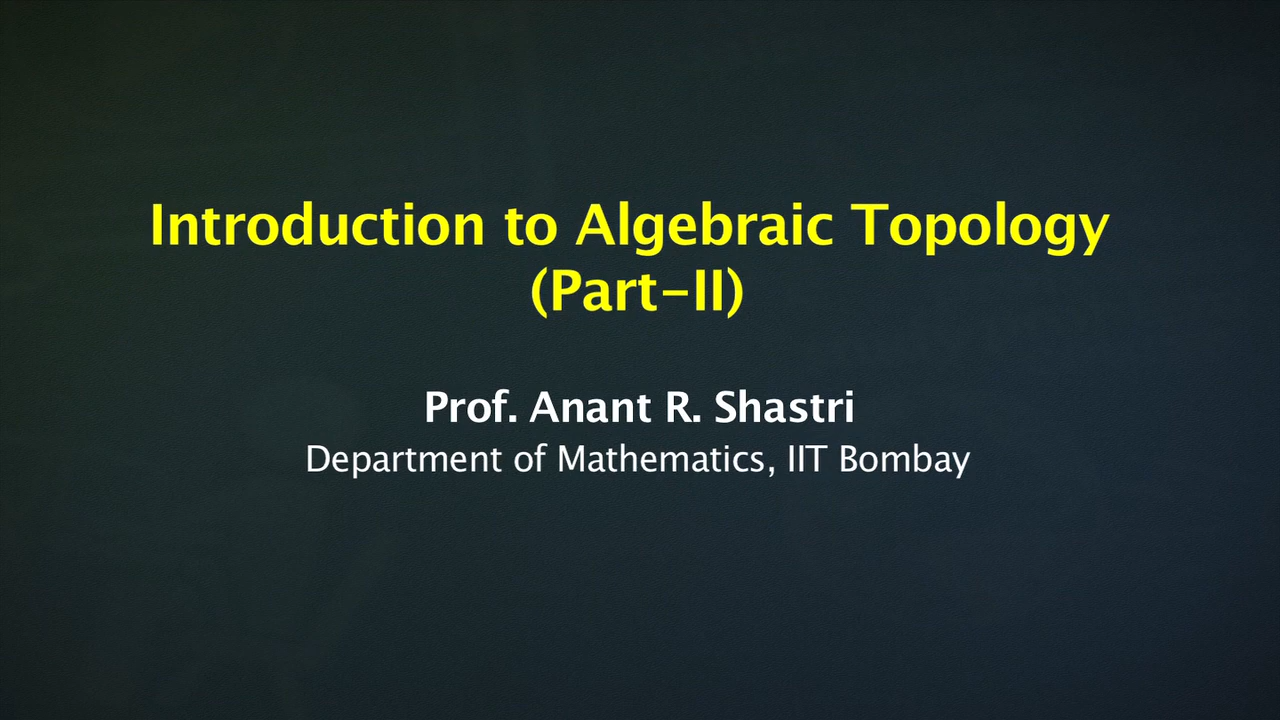 Introduction to Algebraic Topology
(Part-II)
Prof. Anant R. Shastri
Department of Mathematics, IIT Bombay